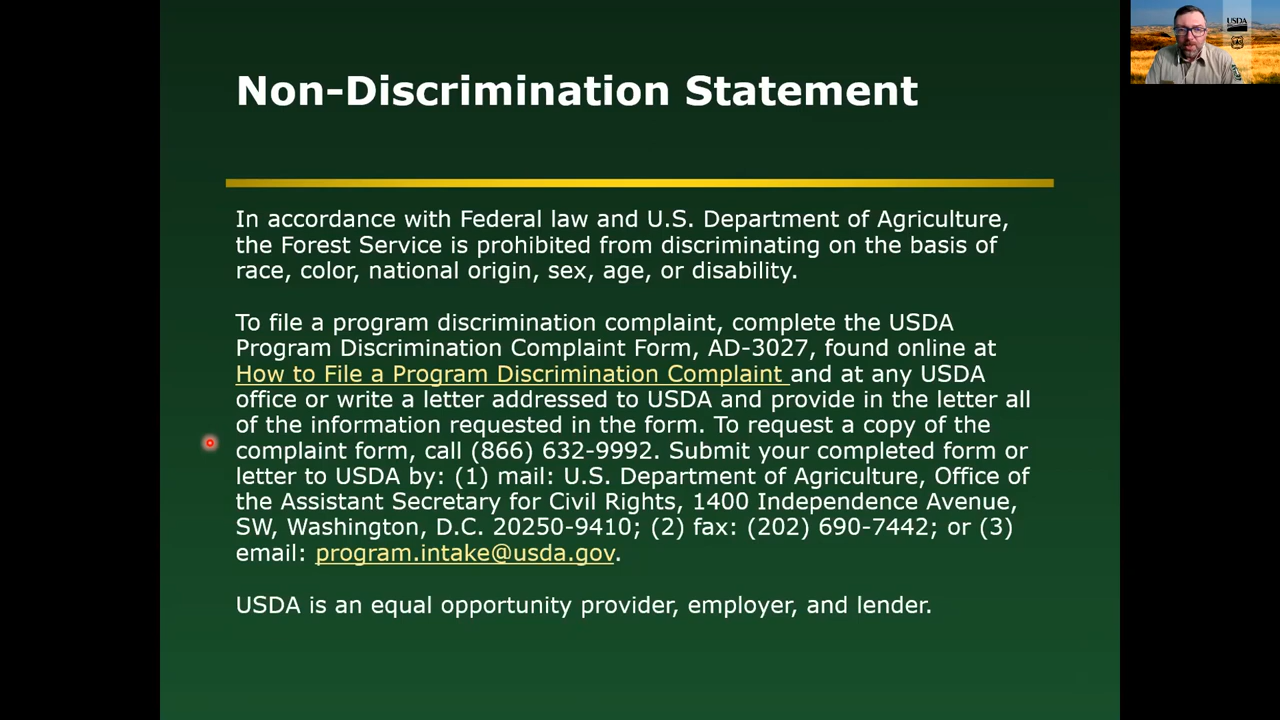 Non-Discrimination Statement
In accordance with Federal law and U.S. Department of Agriculture,
the Forest Service is prohibited from discriminating on the basis of
race, color, national origin, sex, age, or disability.
To file a program discrimination complaint, complete the USDA
Program Discrimination Complaint Form, AD-3027, found online at
How to File a Program Discrimination Complaint and at any USDA
office or write a letter addressed to USDA and provide in the letter all
of the information requested in the form. To request a copy of the
complaint form, call (866) 632-9992. Submit your completed form or
letter to USDA by: (1) mail: U.S. Department of Agriculture, Office of
the Assistant Secretary for Civil Rights, 1400 Independence Avenue,
SW, Washington, D.C. 20250-9410; (2) fax: (202) 690-7442; or (3)
email: program.intake@usda.gov.
USDA is an equal opportunity provider, employer, and lender.
USDA